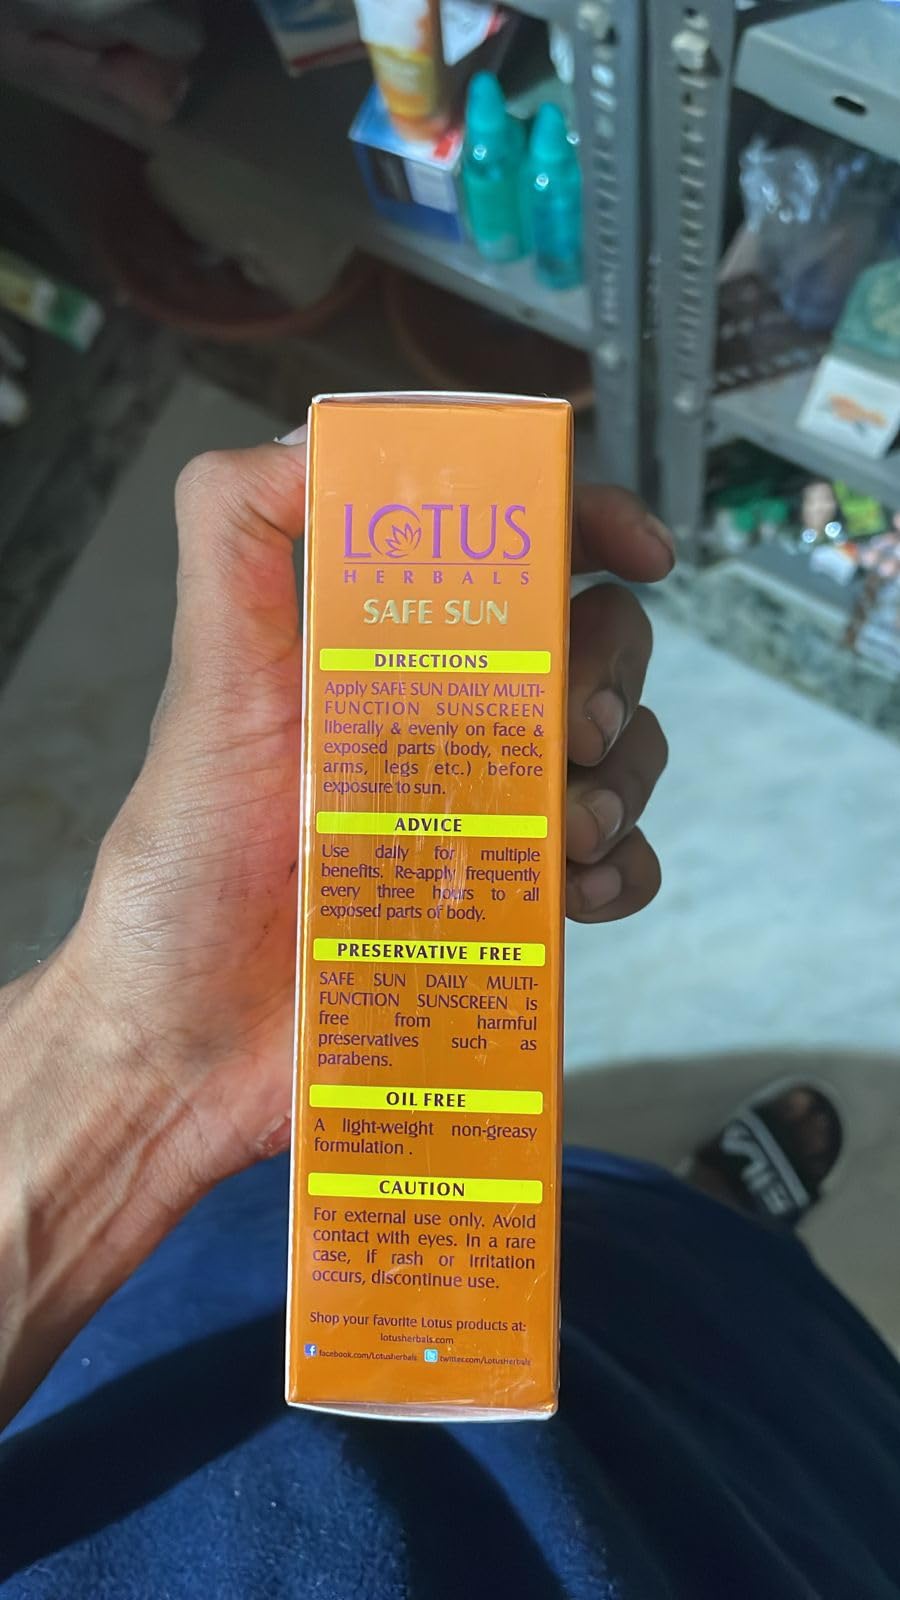 LOTUS
HERBALS
SAFE SUN
DIRECTIONS
Apply SAFE SUN DAILY MULTI-
FUNCTION SUNSCREEN
liberally & evenly on face &
exposed parts (body, neck,
arms, legs etc.) before
exposure to sun.
ADVICE
Use daily for multiple
benefits. Re-apply frequently
every three hours to all
exposed parts of body.
PRESERVATIVE FREE
SAFE SUN DAILY MULTI-
FUNCTION SUNSCREEN is
free from harmful
preservatives such as
parabens.
OIL FREE
A light-weight non-greasy
formulation .
CAUTION
For external use only. Avoid
contact with eyes. In a rare
case, if rash or irritation
occurs, discontinue use.
Shop your favorite Lotus products at:
lotusherbals.com
facebook.com/Lotusherbals twitter.com/LotusHerbals
FILA